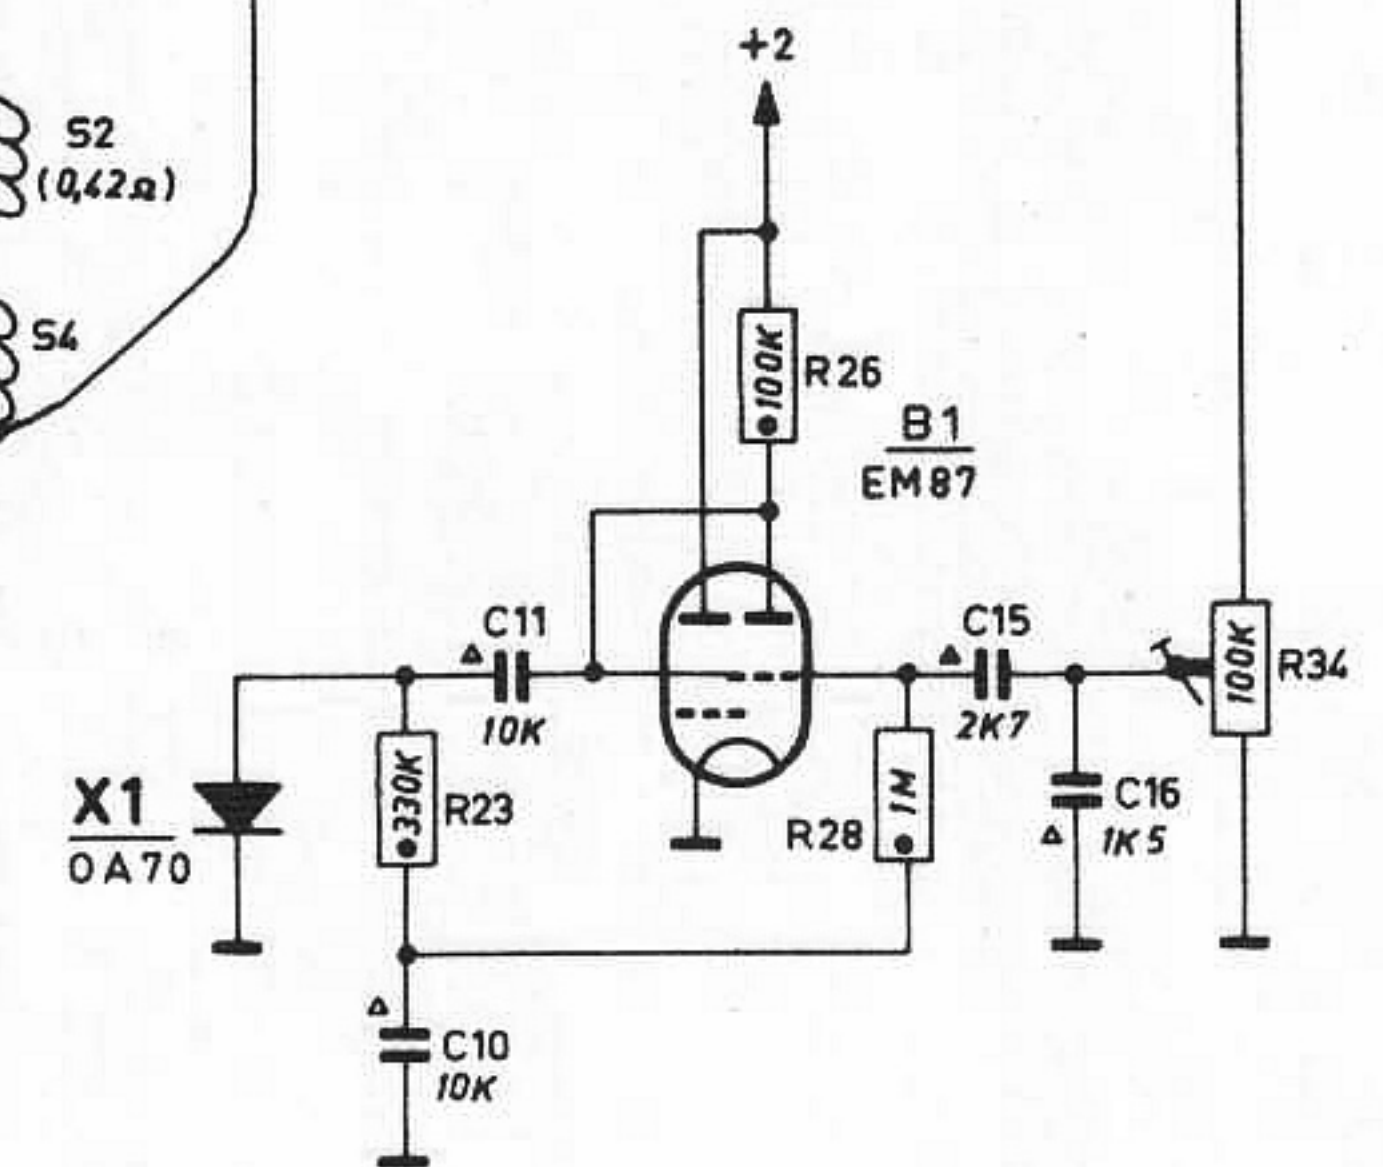 +2
S2
(0,42Ω)
S4
100K
R26
B1
EM87
C11
10K
C15
2K7
100K
R34
X1
OA70
330K
R23
1M
R28
C16
1K5
C10
10K